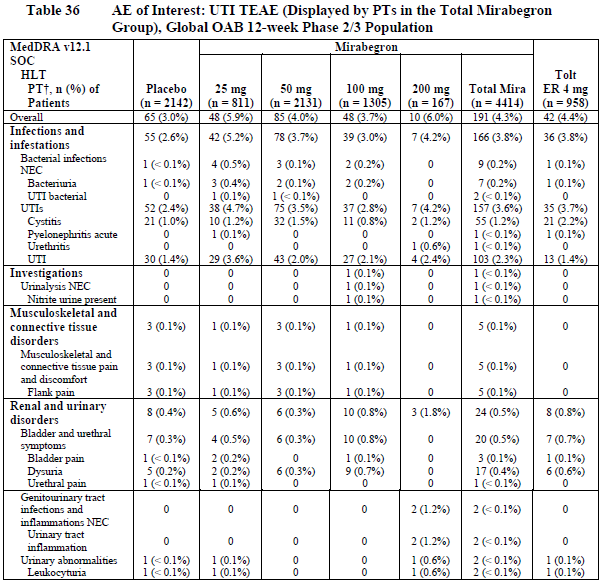 Table 36 AE of Interest: UTI TEAE (Displayed by PTs in the Total Mirabegron
Group), Global OAB 12-week Phase 2/3 Population
MedDRA v12.1 Mirabegron
SOC
HLT Tolt
PT†, n (%) of Placebo 25 mg 50 mg 100 mg 200 mg Total Mira ER 4 mg
Patients (n = 2142) (n = 811) (n = 2131) (n = 1305) (n = 167) (n = 4414) (n = 958)
Overall 65 (3.0%) 48 (5.9%) 85 (4.0%) 48 (3.7%) 10 (6.0%) 191 (4.3%) 42 (4.4%)
Infections and
infestations 55 (2.6%) 42 (5.2%) 78 (3.7%) 39 (3.0%) 7 (4.2%) 166 (3.8%) 36 (3.8%)
Bacterial infections
NEC 1 (< 0.1%) 4 (0.5%) 3 (0.1%) 2 (0.2%) 0 9 (0.2%) 1 (0.1%)
Bacteriuria 1 (< 0.1%) 3 (0.4%) 2 (0.1%) 2 (0.2%) 0 7 (0.2%) 1 (0.1%)
UTI bacterial 0 1 (0.1%) 1 (< 0.1%) 0 0 2 (< 0.1%) 0
UTIs 52 (2.4%) 38 (4.7%) 75 (3.5%) 37 (2.8%) 7 (4.2%) 157 (3.6%) 35 (3.7%)
Cystitis 21 (1.0%) 10 (1.2%) 32 (1.5%) 11 (0.8%) 2 (1.2%) 55 (1.2%) 21 (2.2%)
Pyelonephritis acute 0 1 (0.1%) 0 0 0 1 (< 0.1%) 1 (0.1%)
Urethritis 0 0 0 0 1 (0.6%) 1 (< 0.1%) 0
UTI 30 (1.4%) 29 (3.6%) 43 (2.0%) 27 (2.1%) 4 (2.4%) 103 (2.3%) 13 (1.4%)
Investigations 0 0 0 1 (0.1%) 0 1 (< 0.1%) 0
Urinalysis NEC 0 0 0 1 (0.1%) 0 1 (< 0.1%) 0
Nitrite urine present 0 0 0 1 (0.1%) 0 1 (< 0.1%) 0
Musculoskeletal and
connective tissue 3 (0.1%) 1 (0.1%) 3 (0.1%) 1 (0.1%) 0 5 (0.1%) 0
disorders
Musculoskeletal and
connective tissue pain 3 (0.1%) 1 (0.1%) 3 (0.1%) 1 (0.1%) 0 5 (0.1%) 0
and discomfort
Flank pain 3 (0.1%) 1 (0.1%) 3 (0.1%) 1 (0.1%) 0 5 (0.1%) 0
Renal and urinary
disorders 8 (0.4%) 5 (0.6%) 6 (0.3%) 10 (0.8%) 3 (1.8%) 24 (0.5%) 8 (0.8%)
Bladder and urethral
symptoms 7 (0.3%) 4 (0.5%) 6 (0.3%) 10 (0.8%) 0 20 (0.5%) 7 (0.7%)
Bladder pain 1 (< 0.1%) 2 (0.2%) 0 1 (0.1%) 0 3 (0.1%) 1 (0.1%)
Dysuria 5 (0.2%) 2 (0.2%) 6 (0.3%) 9 (0.7%) 0 17 (0.4%) 6 (0.6%)
Urethral pain 1 (< 0.1%) 1 (0.1%) 0 0 0 1 (< 0.1%) 0
Genitourinary tract
infections and 0 0 0 0 2 (1.2%) 2 (< 0.1%) 0
inflammations NEC
Urinary tract
inflammation 0 0 0 0 2 (1.2%) 2 (< 0.1%) 0
Urinary abnormalities 1 (< 0.1%) 1 (0.1%) 0 0 1 (0.6%) 2 (< 0.1%) 1 (0.1%)
Leukocyturia 1 (< 0.1%) 1 (0.1%) 0 0 1 (0.6%) 2 (< 0.1%) 1 (0.1%)